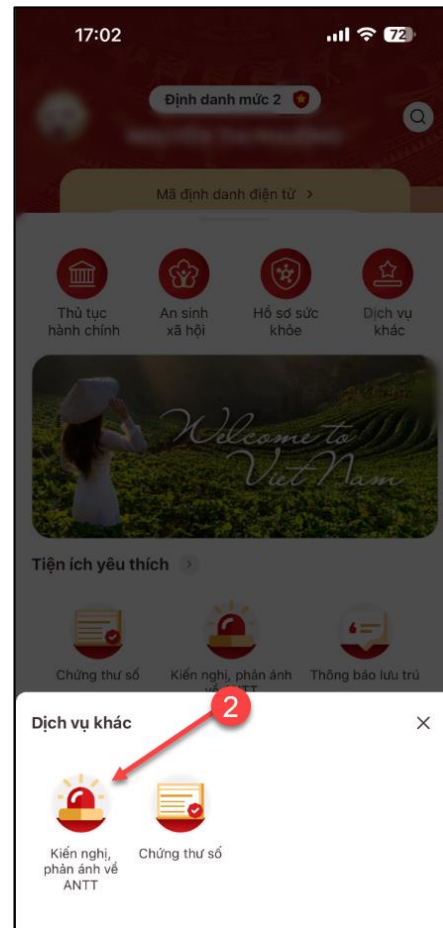 17:02
72
Định danh mức 2
Mã định danh điện tử >
Thủ tục
hành chính
An sinh
xã hội
Hồ sơ sức
khỏe
Dịch vụ
khác
Welcome to
Việt Nam
Tiện ích yêu thích >
Chứng thư số
Kiến nghị, phản ánh
về ANTT
Thông báo lưu trú
2
Dịch vụ khác
Kiến nghị,
phản ánh về
ANTT
Chứng thư số